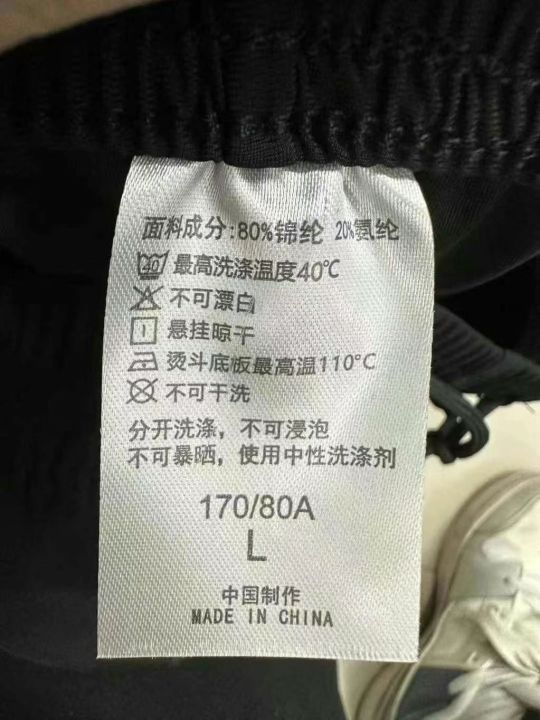 面料成分:80%锦纶 20%氨纶
40 最高洗涤温度40℃
不可漂白
悬挂晾干
烫斗底板最高温110°C
不可干洗
分开洗涤，不可浸泡
不可暴晒，使用中性洗涤剂
170/80A
L
中国制作
MADE IN CHINA